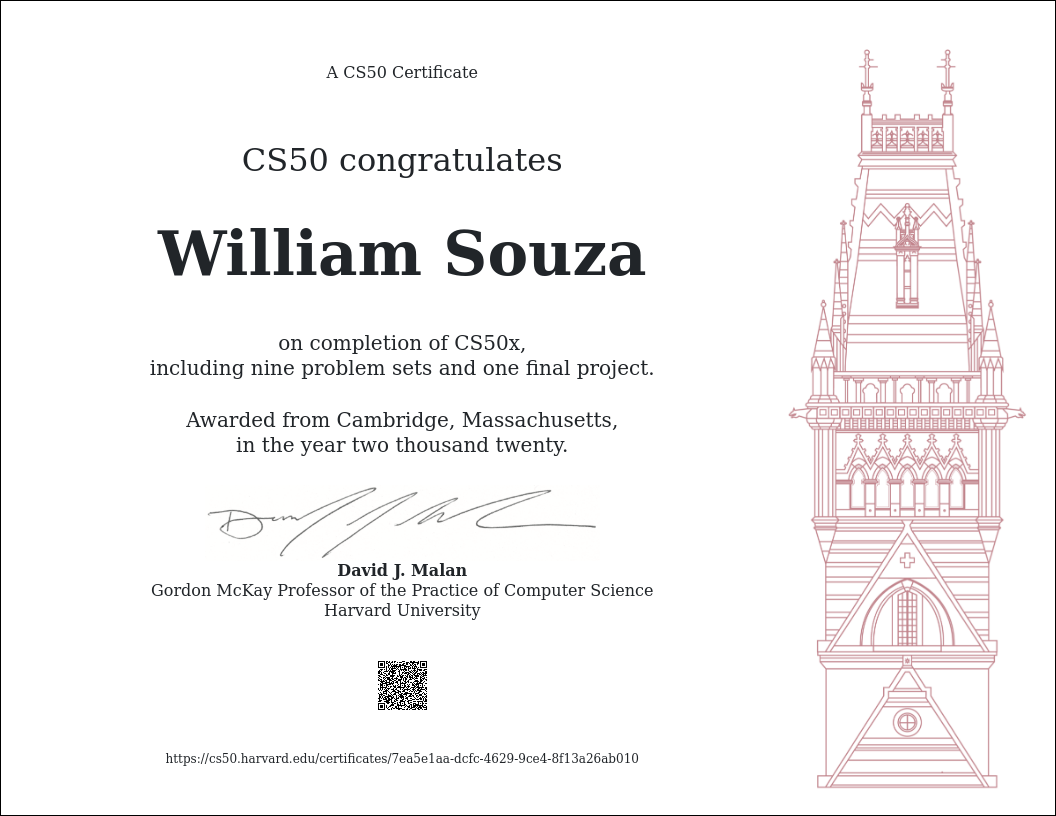 A CS50 Certificate
CS50 congratulates
William Souza
on completion of CS50x,
including nine problem sets and one final project.
Awarded from Cambridge, Massachusetts,
in the year two thousand twenty.
David J. Malan
Gordon McKay Professor of the Practice of Computer Science
Harvard University
https://cs50.harvard.edu/certificates/7ea5e1aa-dcfc-4629-9ce4-8f13a26ab010